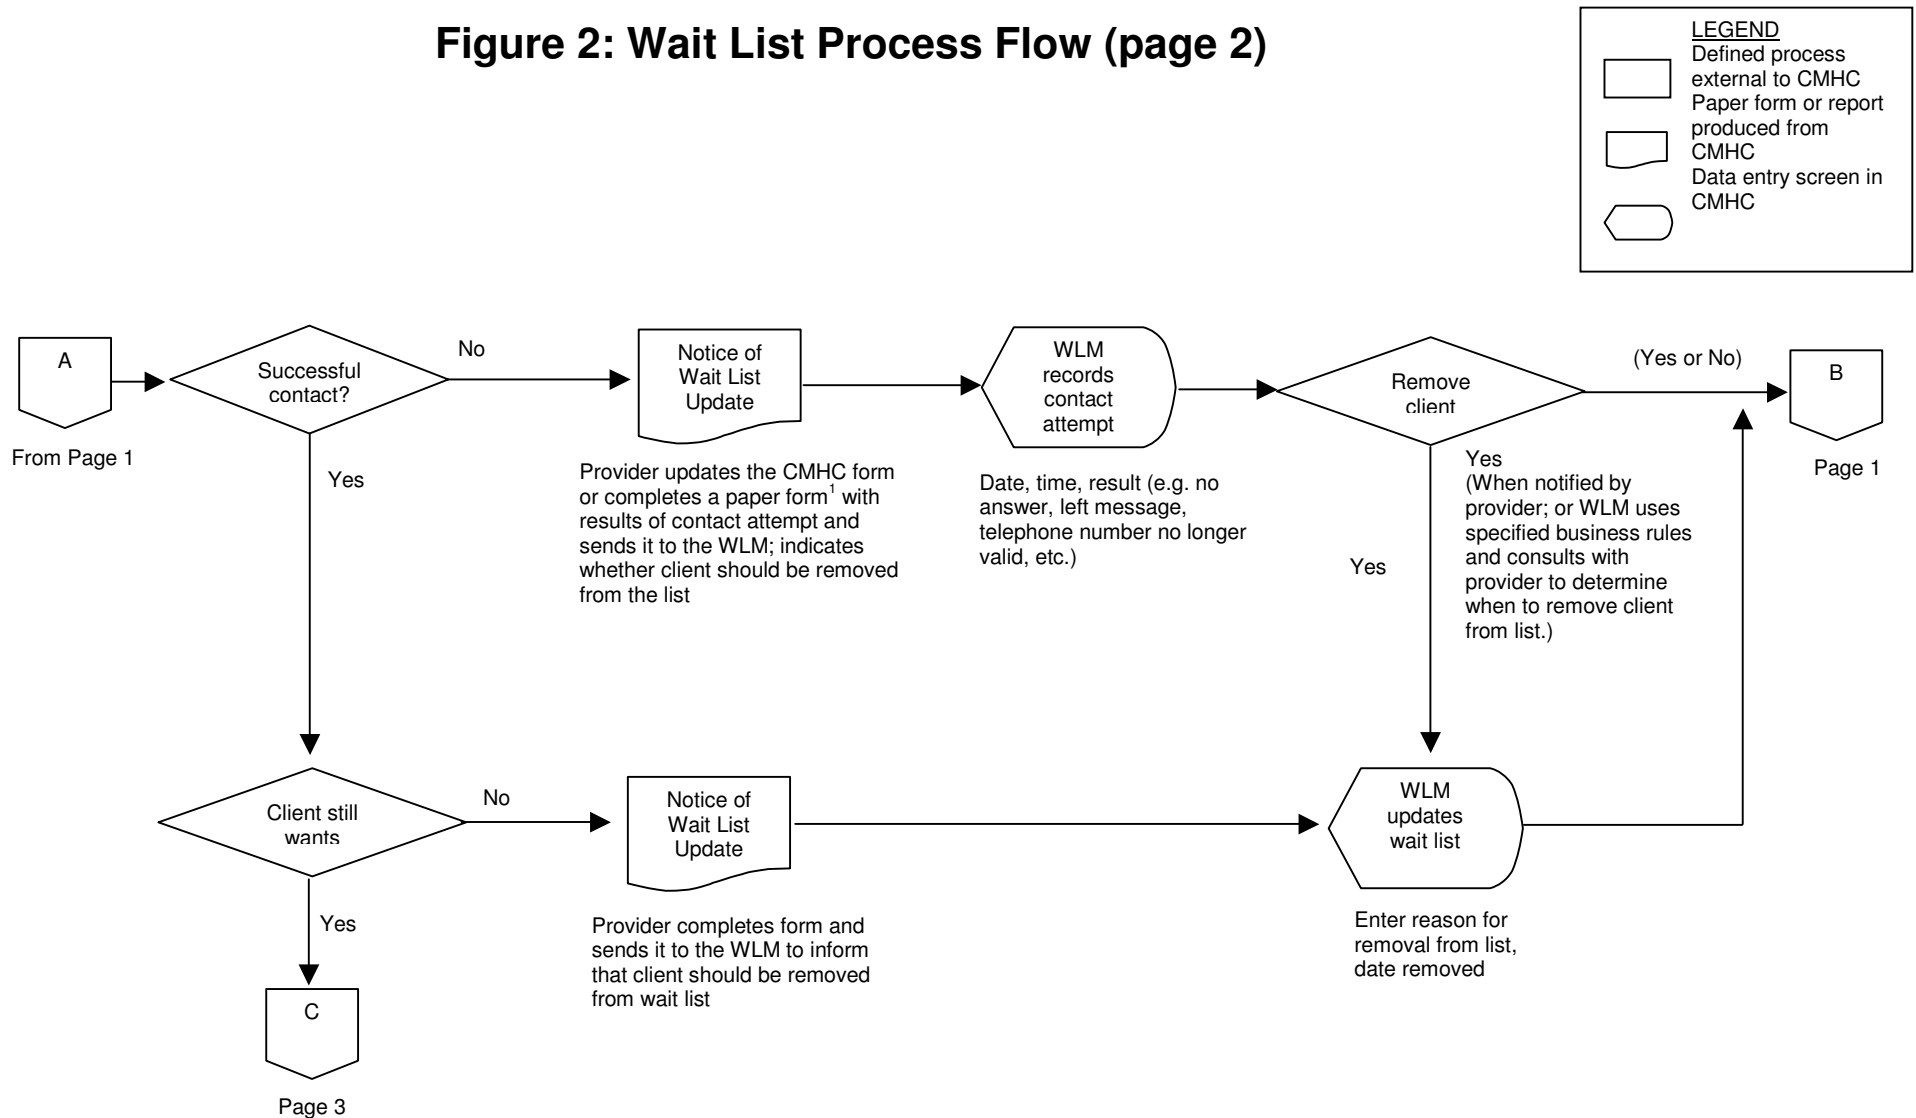 Figure 2: Wait List Process Flow (page 2)
LEGEND
Defined process
external to CMHC
Paper form or report
produced from
CMHC
Data entry screen in
CMHC
A
From Page 1
Successful
contact?
No
Yes
Notice of
Wait List
Update
Provider updates the CMHC form
or completes a paper form¹ with
results of contact attempt and
sends it to the WLM; indicates
whether client should be removed
from the list
WLM
records
contact
attempt
Date, time, result (e.g. no
answer, left message,
telephone number no longer
valid, etc.)
Remove
client
(Yes or No)
B
Page 1
Yes
Yes
(When notified by
provider; or WLM uses
specified business rules
and consults with
provider to determine
when to remove client
from list.)
Client still
wants
No
Yes
Notice of
Wait List
Update
Provider completes form and
sends it to the WLM to inform
that client should be removed
from wait list
WLM
updates
wait list
Enter reason for
removal from list,
date removed
C
Page 3